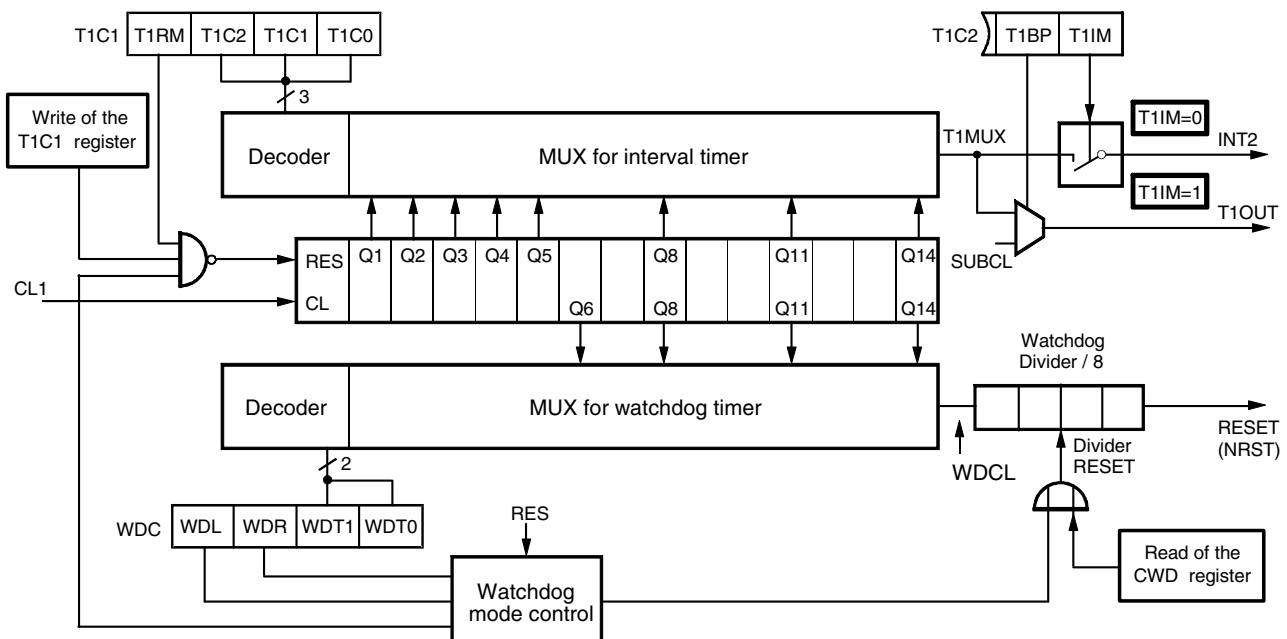 T1C1 T1RM T1C2 T1C1 T1C0
T1C2 T1BP T1IM
3
Write of the
T1C1 register
Decoder
MUX for interval timer
T1MUX
T1IM=0
INT2
T1IM=1
T1OUT
SUBCL
RES Q1 Q2 Q3 Q4 Q5 Q8 Q11 Q14
CL1
CL Q6 Q8 Q11 Q14
Decoder
MUX for watchdog timer
Watchdog
Divider / 8
RESET
(NRST)
Divider
RESET
WDCL
2
WDC WDL WDR WDT1 WDT0
RES
Watchdog
mode control
Read of the
CWD register